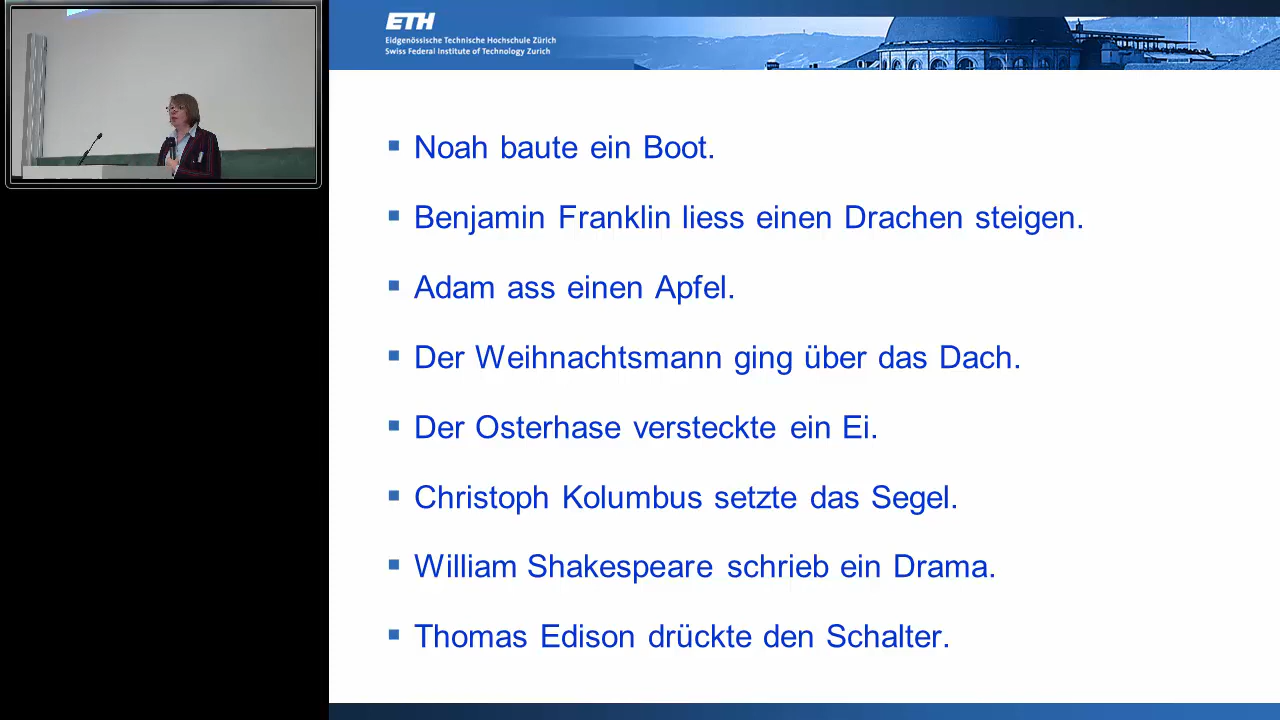 ETH
Eidgenössische Technische Hochschule Zürich
Swiss Federal Institute of Technology Zurich
Noah baute ein Boot.
Benjamin Franklin liess einen Drachen steigen.
Adam ass einen Apfel.
Der Weihnachtsmann ging über das Dach.
Der Osterhase versteckte ein Ei.
Christoph Kolumbus setzte das Segel.
William Shakespeare schrieb ein Drama.
Thomas Edison drückte den Schalter.